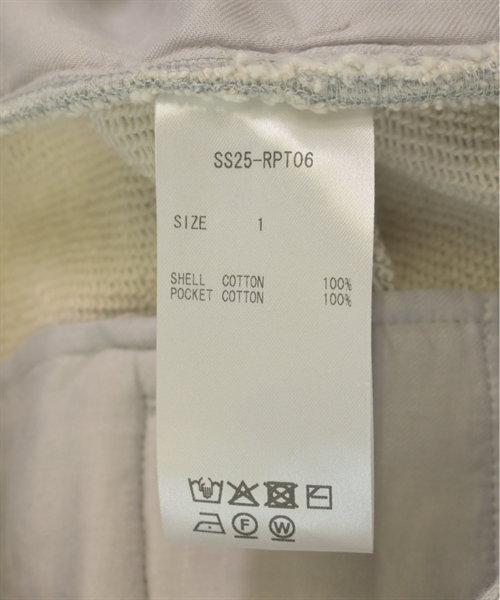 SS25-RPT06
SIZE 1
SHELL COTTON 100%
POCKET COTTON 100%
F W